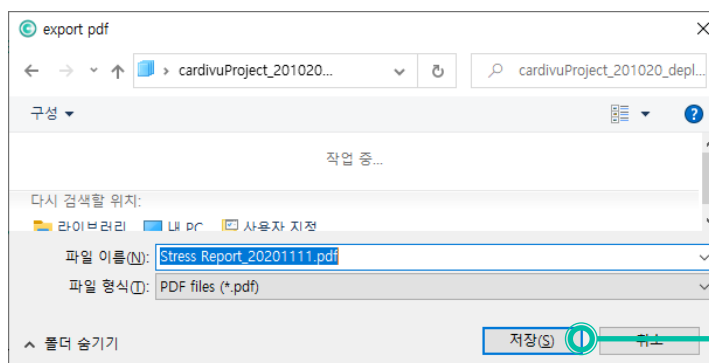 export pdf
cardivuProject_201020... cardivuProject_201020_depl...
구성
작업 중...
다시 검색할 위치:
라이브러리 내 PC 사용자 지정
파일 이름(N): Stress Report_20201111.pdf
파일 형식(T): PDF files (*.pdf)
폴더 숨기기 저장(S) 취소